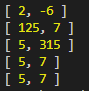 [ 2, -6 ]
[ 125, 7 ]
[ 5, 315 ]
[ 5, 7 ]
[ 5, 7 ]